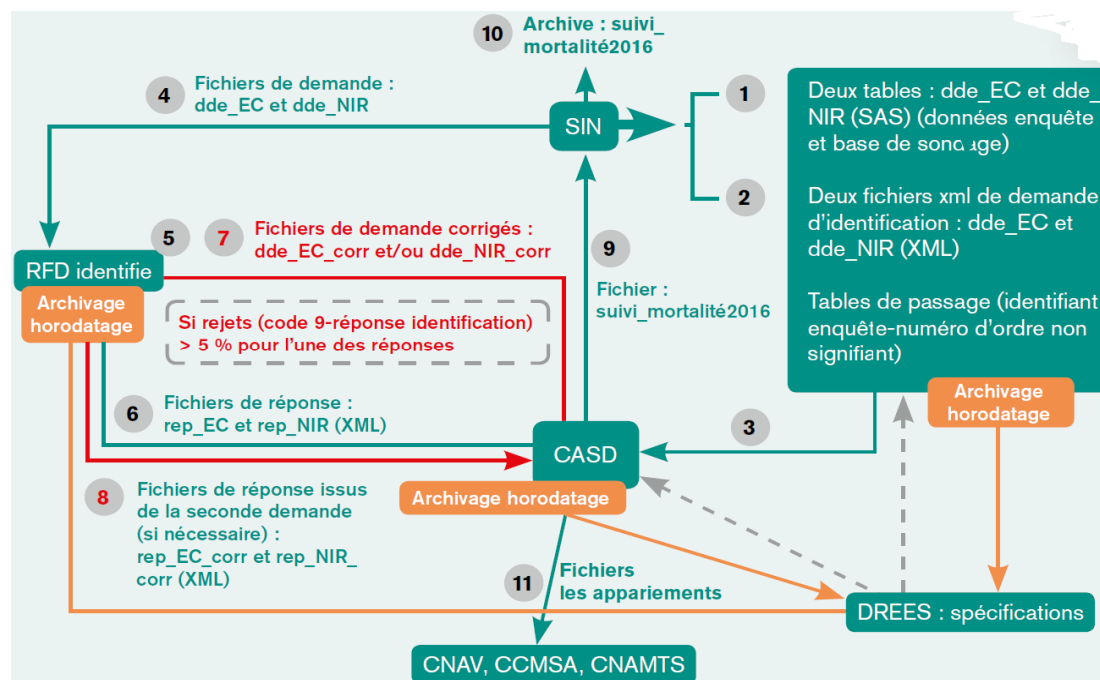 10
Archive : suivi_
mortalité2016
4
Fichiers de demande :
dde_EC et dde_NIR
SIN
1
Deux tables : dde_EC et dde_
NIR (SAS) (données enquête
et base de sondage)
2
Deux fichiers xml de demande
d'identification : dde_EC et
dde_NIR (XML)
Tables de passage (identifiant
enquête-numéro d'ordre non
signifiant)
Archivage
horodatage
5
7
Fichiers de demande corrigés :
dde_EC_corr et/ou dde_NIR_corr
9
Fichier :
suivi_mortalité2016
RFD identifie
Archivage
horodatage
Si rejets (code 9-réponse identification)
> 5 % pour l'une des réponses
6
Fichiers de réponse :
rep_EC et rep_NIR (XML)
3
CASD
Archivage horodatage
8
Fichiers de réponse issus
de la seconde demande
(si nécessaire) :
rep_EC_corr et rep_NIR_
corr (XML)
11
Fichiers
les appariements
DREES : spécifications
CNAV, CCMSA, CNAMTS